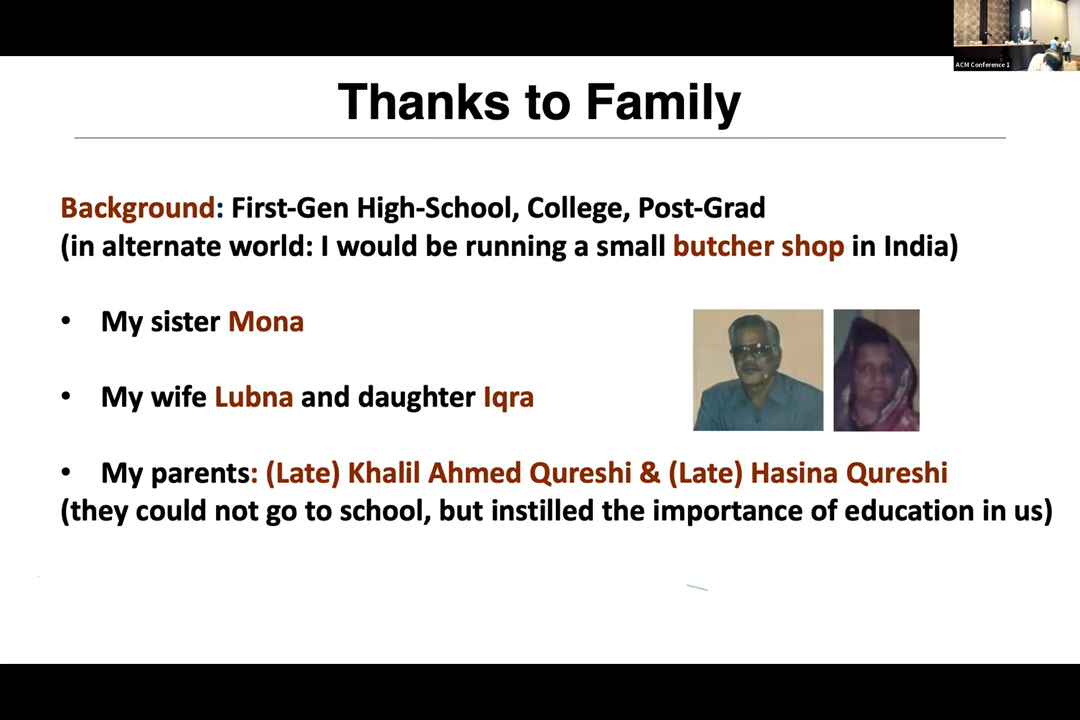 ACM Conference 1
Thanks to Family
Background: First-Gen High-School, College, Post-Grad
(in alternate world: I would be running a small butcher shop in India)
• My sister Mona
• My wife Lubna and daughter Iqra
• My parents: (Late) Khalil Ahmed Qureshi & (Late) Hasina Qureshi
(they could not go to school, but instilled the importance of education in us)